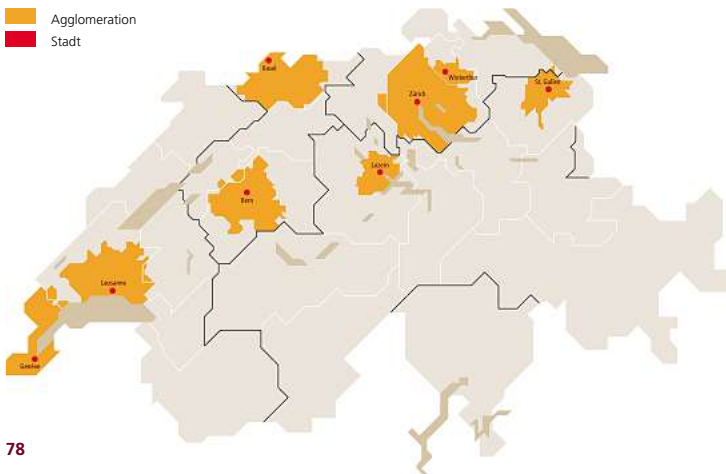 Agglomeration
Stadt
Basel
Winterthur
Zürich
St. Gallen
Luzern
Bern
Lausanne
Genève
78